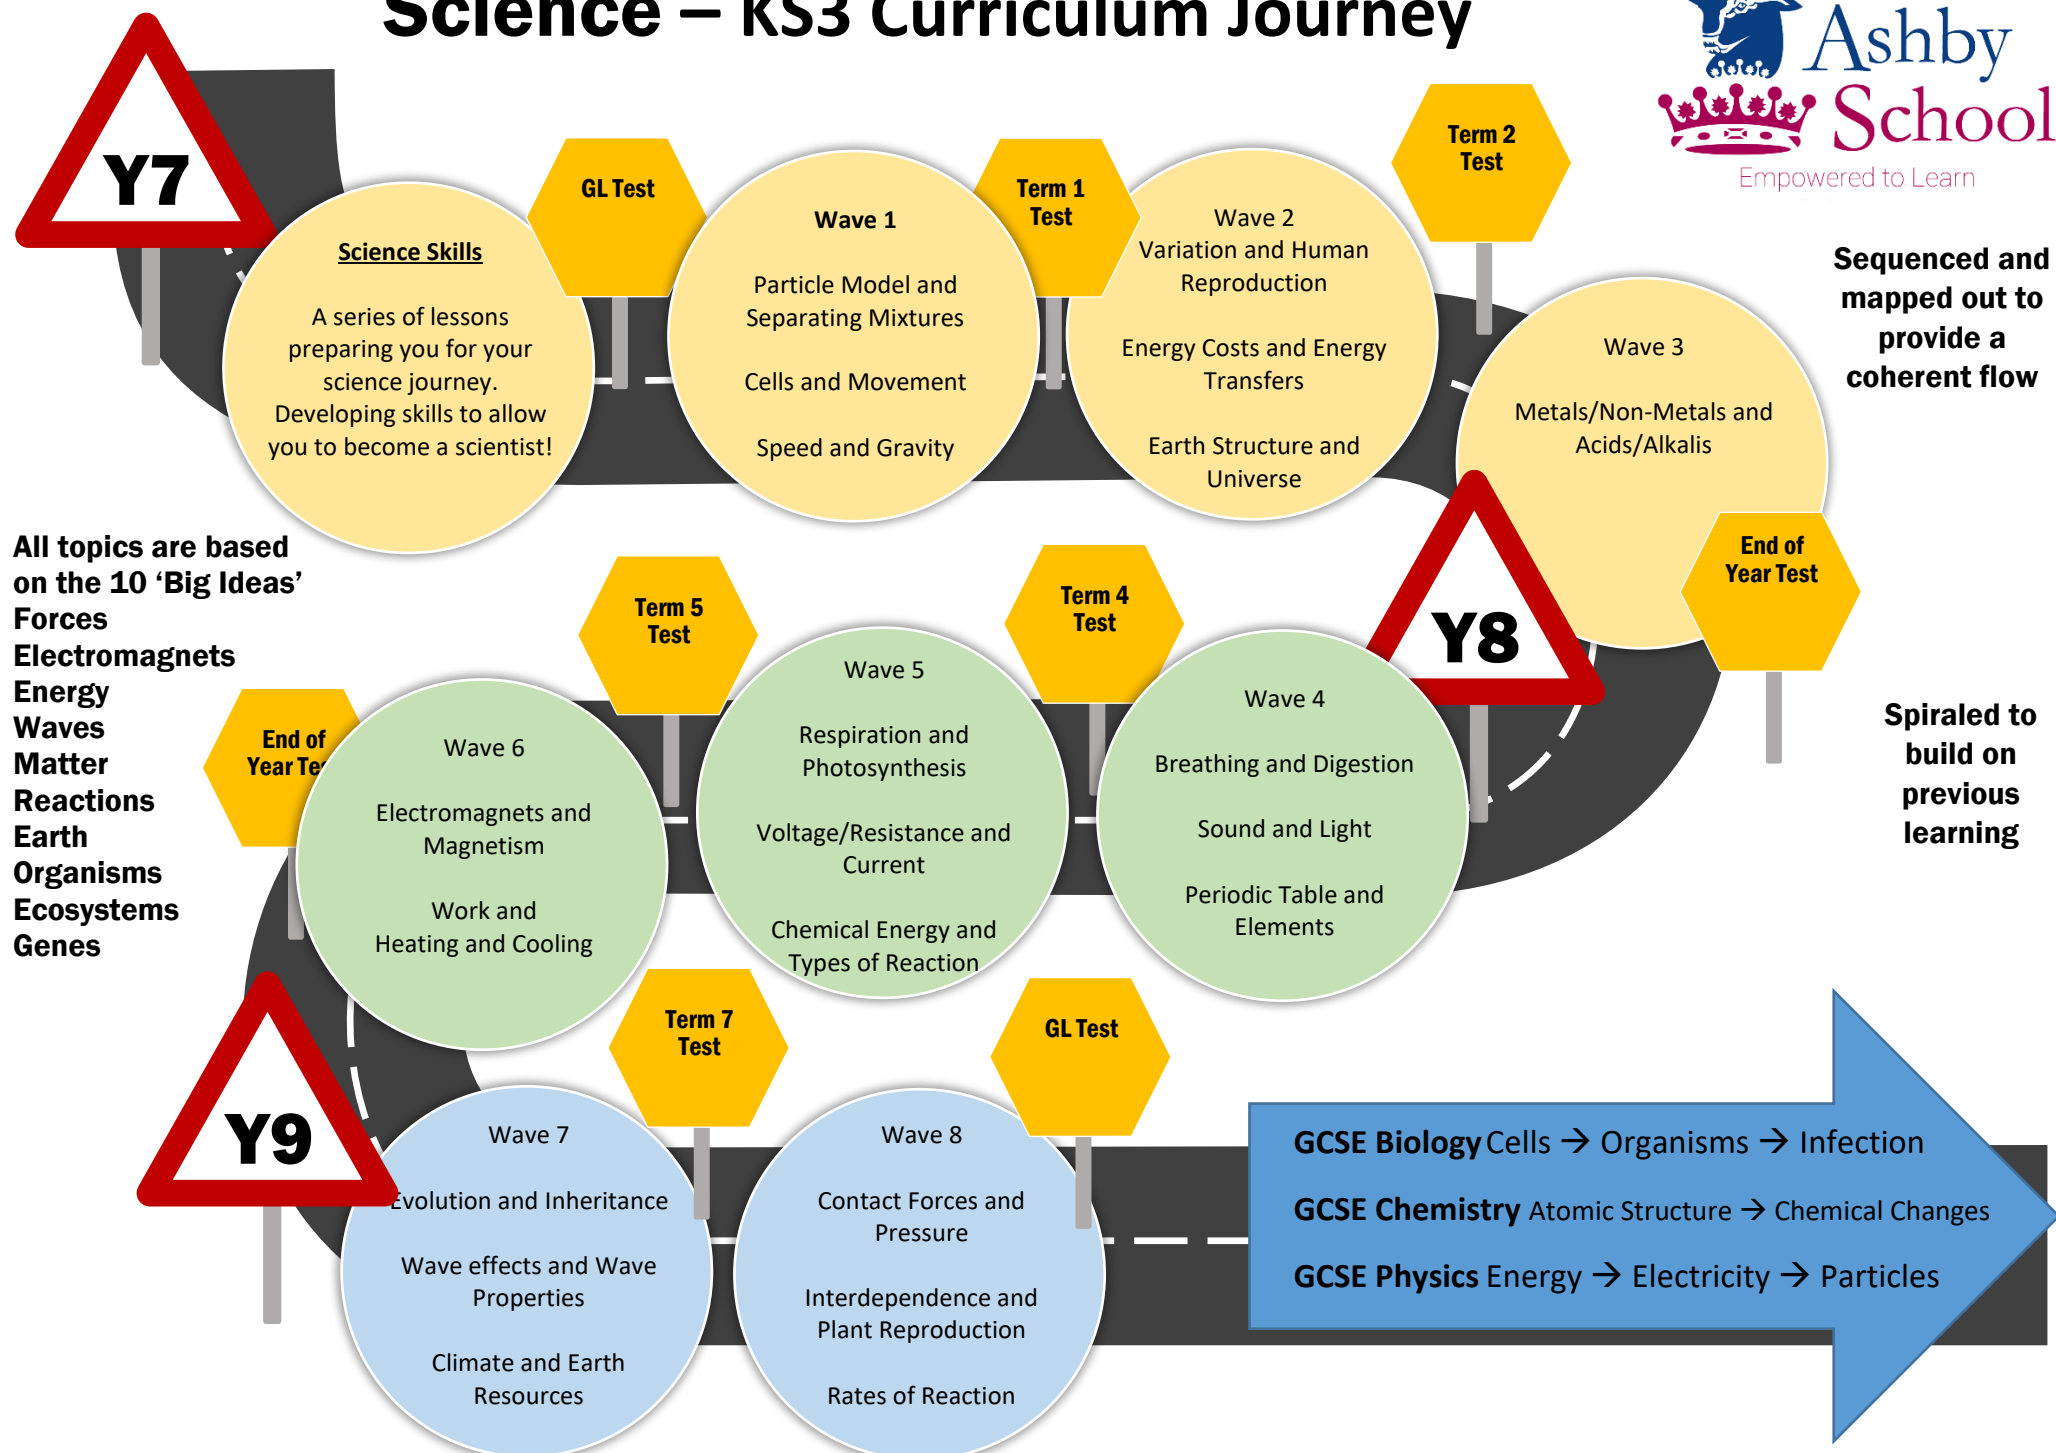 Science – KS3 Curriculum Journey
Ashby
School
Empowered to Learn
Y7
Science Skills
A series of lessons
preparing you for your
science journey.
Developing skills to allow
you to become a scientist!
GL Test
Wave 1
Particle Model and
Separating Mixtures
Cells and Movement
Speed and Gravity
Term 1
Test
Wave 2
Variation and Human
Reproduction
Energy Costs and Energy
Transfers
Earth Structure and
Universe
Term 2
Test
Wave 3
Metals/Non-Metals and
Acids/Alkalis
Sequenced and
mapped out to
provide a
coherent flow
End of
Year Test
Y8
Wave 4
Breathing and Digestion
Sound and Light
Periodic Table and
Elements
Term 4
Test
Wave 5
Respiration and
Photosynthesis
Voltage/Resistance and
Current
Chemical Energy and
Types of Reaction
Term 5
Test
Wave 6
Electromagnets and
Magnetism
Work and
Heating and Cooling
End of
Year Te
All topics are based
on the 10 ‘Big Ideas’
Forces
Electromagnets
Energy
Waves
Matter
Reactions
Earth
Organisms
Ecosystems
Genes
Spiraled to
build on
previous
learning
Y9
Wave 7
Evolution and Inheritance
Wave effects and Wave
Properties
Climate and Earth
Resources
Term 7
Test
Wave 8
Contact Forces and
Pressure
Interdependence and
Plant Reproduction
Rates of Reaction
GL Test
GCSE Biology Cells → Organisms → Infection
GCSE Chemistry Atomic Structure → Chemical Changes
GCSE Physics Energy → Electricity → Particles